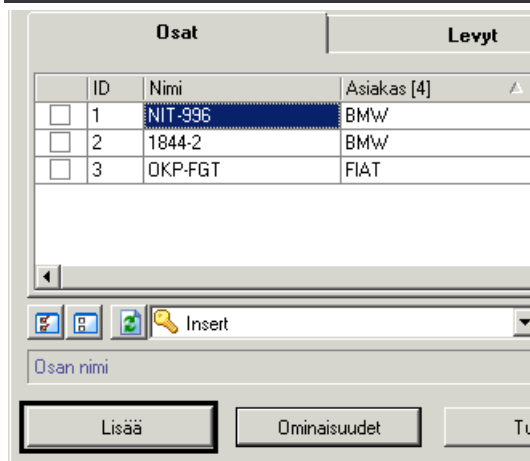 Osat Levyt
ID Nimi Asiakas [4]
1 NIT-996 BMW
2 1844-2 BMW
3 OKP-FGT FIAT
Insert
Osan nimi
Lisää Ominaisuudet